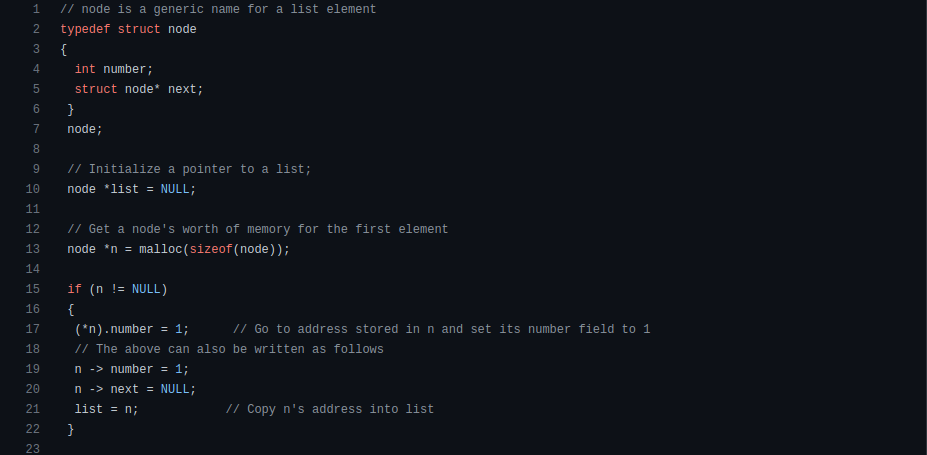 1 // node is a generic name for a list element
2 typedef struct node
3 {
4 int number;
5 struct node* next;
6 }
7 node;
8
9 // Initialize a pointer to a list;
10 node *list = NULL;
11
12 // Get a node's worth of memory for the first element
13 node *n = malloc(sizeof(node));
14
15 if (n != NULL)
16 {
17 (*n).number = 1; // Go to address stored in n and set its number field to 1
18 // The above can also be written as follows
19 n -> number = 1;
20 n -> next = NULL;
21 list = n; // Copy n's address into list
22 }
23